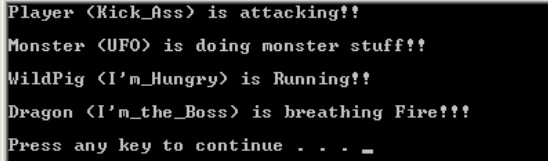 Player (Kick_Ass) is attacking!!
Monster (UFO) is doing monster stuff!!
WildPig (I'm_Hungry) is Running!!
Dragon (I'm_the_Boss) is breathing Fire!!!
Press any key to continue . . . _